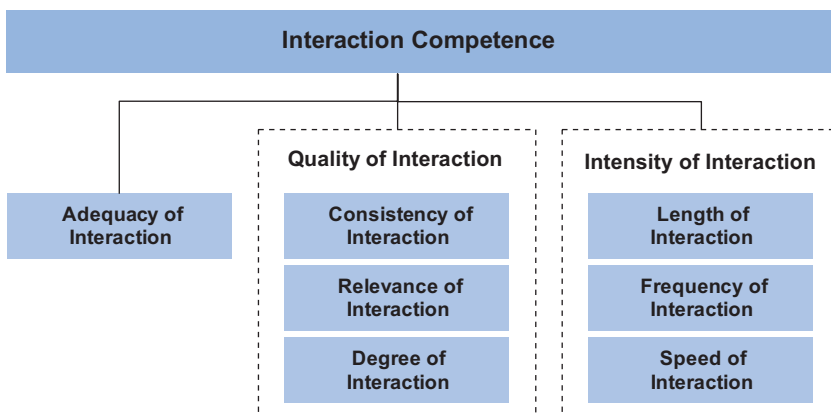 Interaction Competence
Adequacy of
Interaction
Quality of Interaction
Consistency of
Interaction
Relevance of
Interaction
Degree of
Interaction
Intensity of Interaction
Length of
Interaction
Frequency of
Interaction
Speed of
Interaction